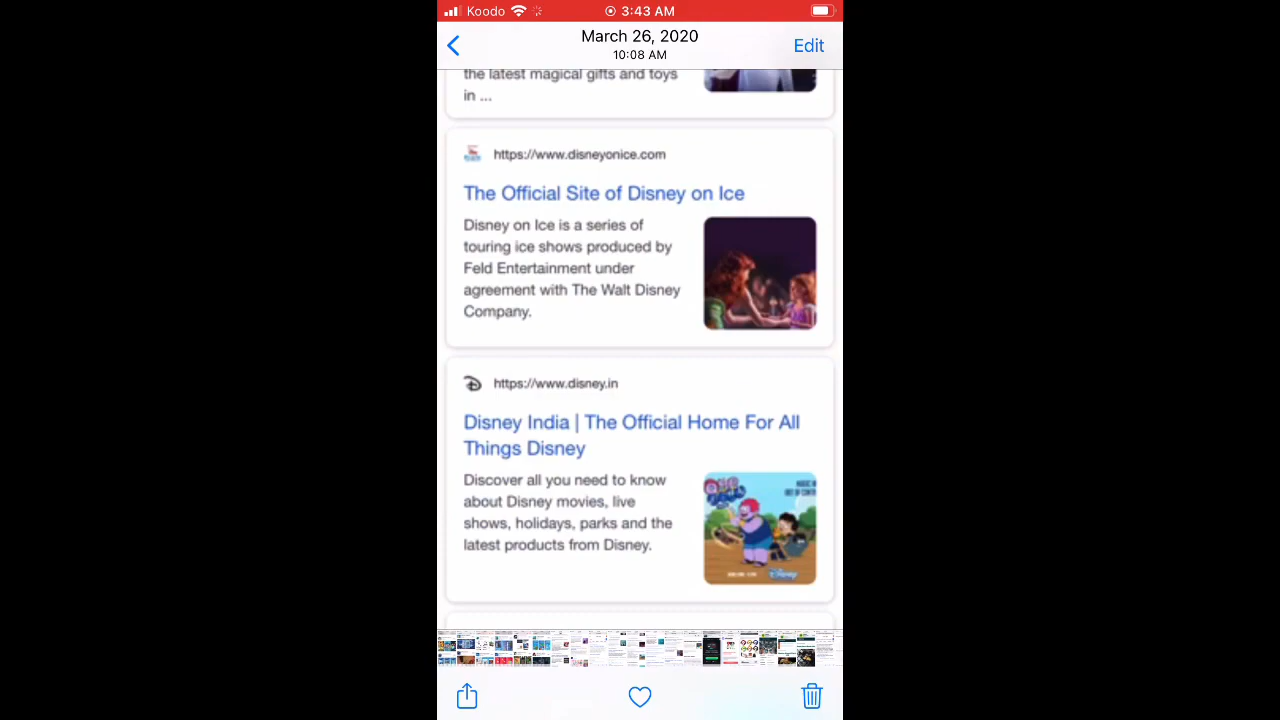 Koodo 3:43 AM
March 26, 2020
10:08 AM
Edit
the latest magical gifts and toys
in ...
https://www.disneyonice.com
The Official Site of Disney on Ice
Disney on Ice is a series of
touring ice shows produced by
Feld Entertainment under
agreement with The Walt Disney
Company.
https://www.disney.in
Disney India | The Official Home For All
Things Disney
Discover all you need to know
about Disney movies, live
shows, holidays, parks and the
latest products from Disney.
Disney